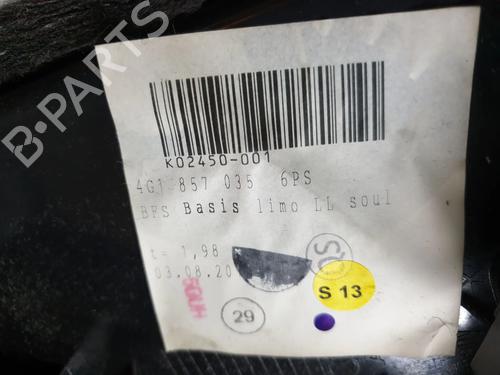 K02450-001
4G1 857 035 6PS
BFS Basis limo LL soul
t= 1,98
03.08.20
29
S 13
B-PARTS